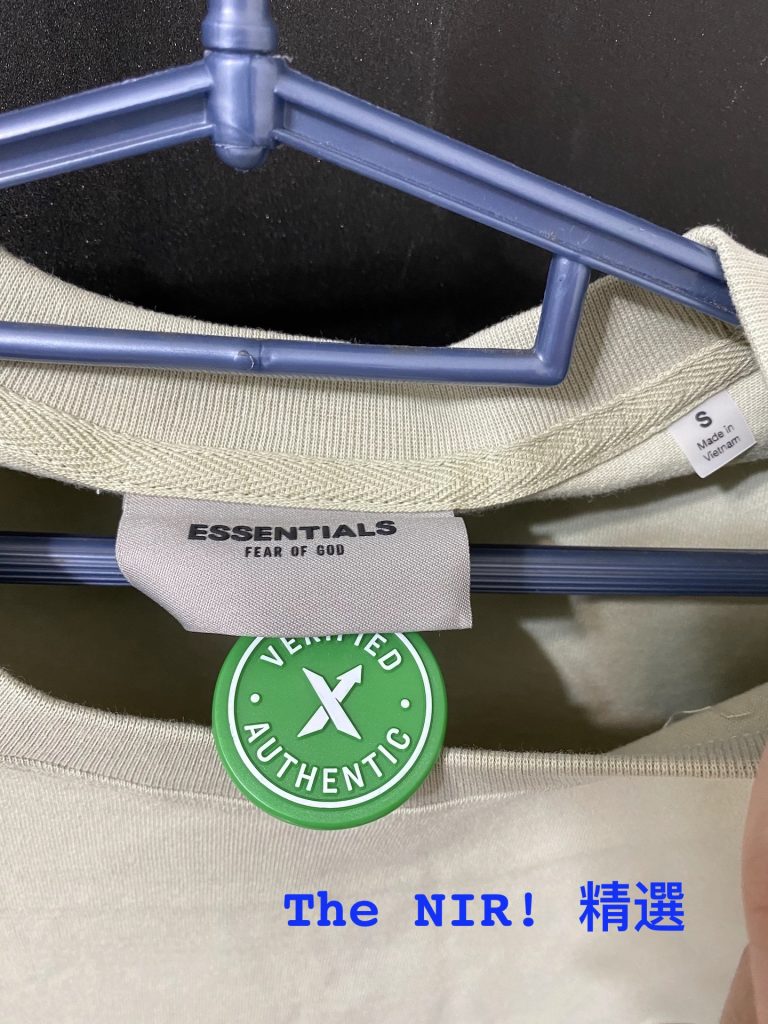 S
Made in
Vietnam
ESSENTIALS
FEAR OF GOD
VERIFIED
X
AUTHENTIC
The NIR! 精選